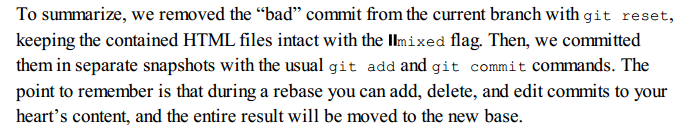 To summarize, we removed the “bad” commit from the current branch with git reset,
keeping the contained HTML files intact with the --mixed flag. Then, we committed
them in separate snapshots with the usual git add and git commit commands. The
point to remember is that during a rebase you can add, delete, and edit commits to your
heart’s content, and the entire result will be moved to the new base.